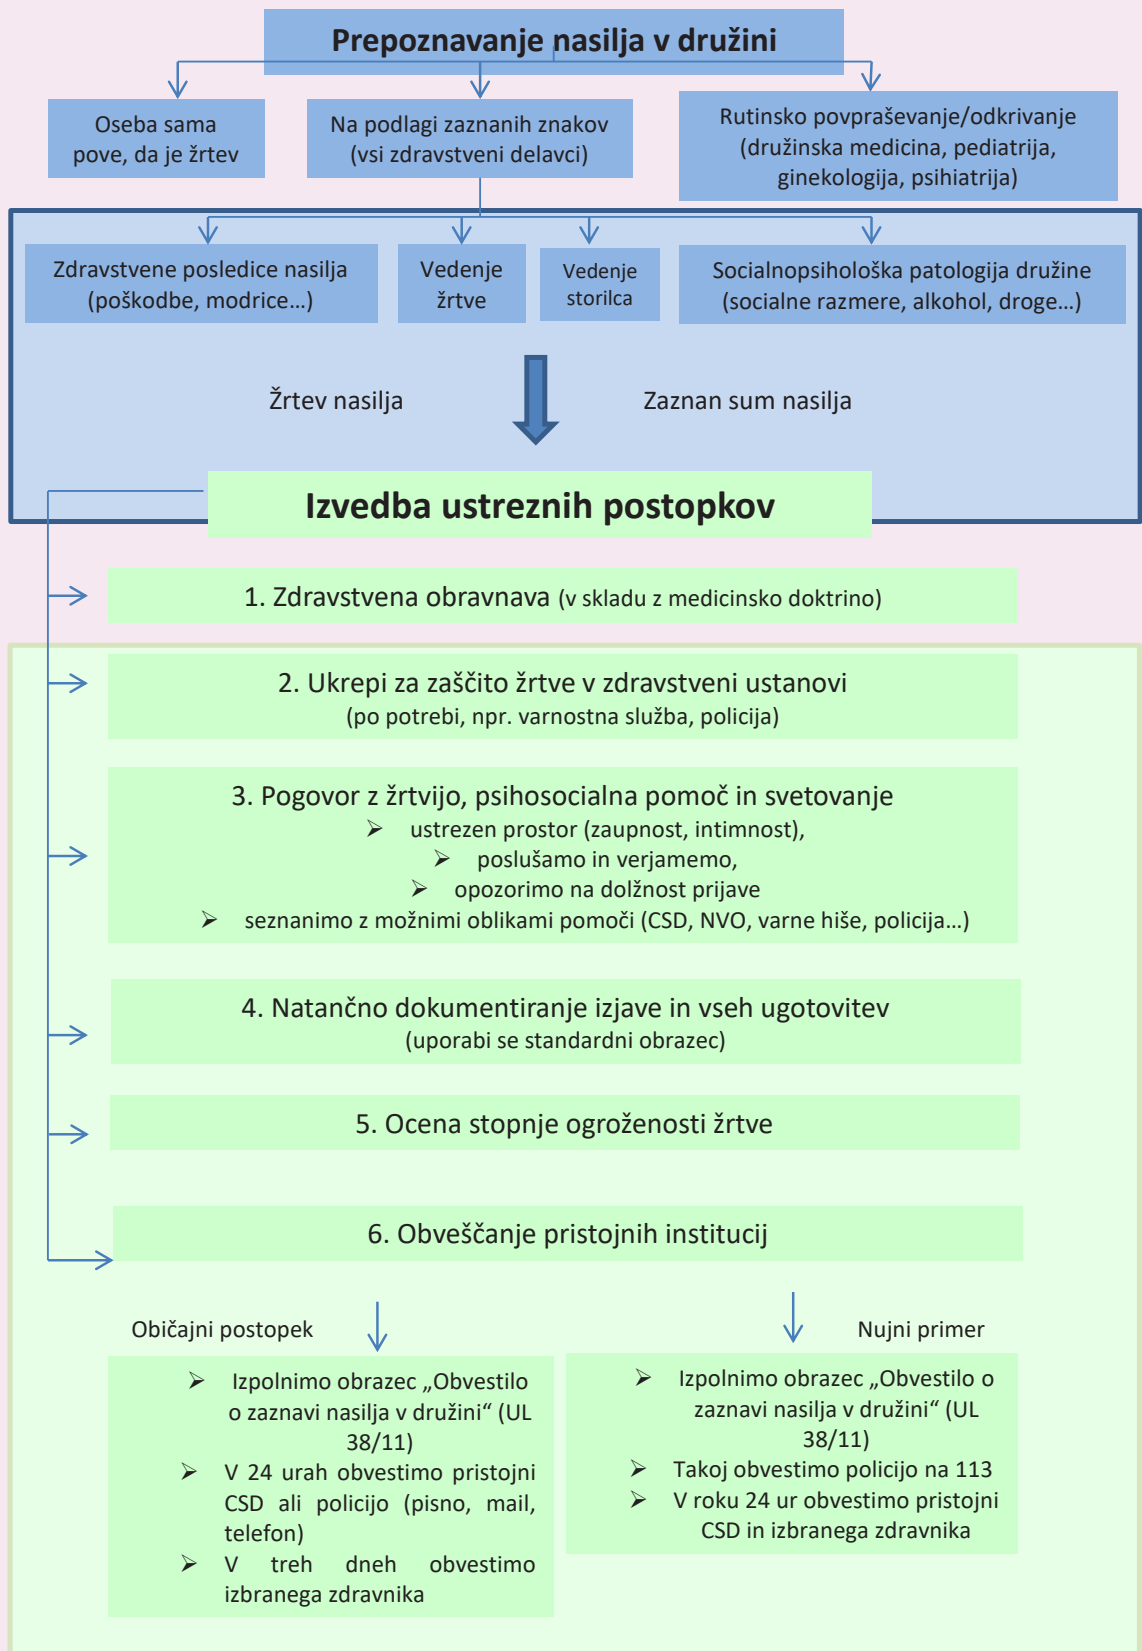 Prepoznavanje nasilja v družini
Oseba sama
pove, da je žrtev
Na podlagi zaznanih znakov
(vsi zdravstveni delavci)
Rutinsko povpraševanje/odkrivanje
(družinska medicina, pediatrija,
ginekologija, psihiatrija)
Zdravstvene posledice nasilja
(poškodbe, modrice…)
Vedenje
žrtve
Vedenje
storilca
Socialnopsihološka patologija družine
(socialne razmere, alkohol, droge…)
Žrtev nasilja
Zaznan sum nasilja
Izvedba ustreznih postopkov
1. Zdravstvena obravnava (v skladu z medicinsko doktrino)
2. Ukrepi za zaščito žrtve v zdravstveni ustanovi
(po potrebi, npr. varnostna služba, policija)
3. Pogovor z žrtvijo, psihosocialna pomoč in svetovanje
➢ ustrezen prostor (zaupnost, intimnost),
➢ poslušamo in verjamemo,
➢ opozorimo na dolžnost prijave
➢ seznanimo z možnimi oblikami pomoči (CSD, NVO, varne hiše, policija…)
4. Natančno dokumentiranje izjave in vseh ugotovitev
(uporabi se standardni obrazec)
5. Ocena stopnje ogroženosti žrtve
6. Obveščanje pristojnih institucij
Običajni postopek
➢ Izpolnimo obrazec „Obvestilo
o zaznavi nasilja v družini“ (UL
38/11)
➢ V 24 urah obvestimo pristojni
CSD ali policijo (pisno, mail,
telefon)
➢ V treh dneh obvestimo
izbranega zdravnika
Nujni primer
➢ Izpolnimo obrazec „Obvestilo o
zaznavi nasilja v družini“ (UL
38/11)
➢ Takoj obvestimo policijo na 113
➢ V roku 24 ur obvestimo pristojni
CSD in izbranega zdravnika